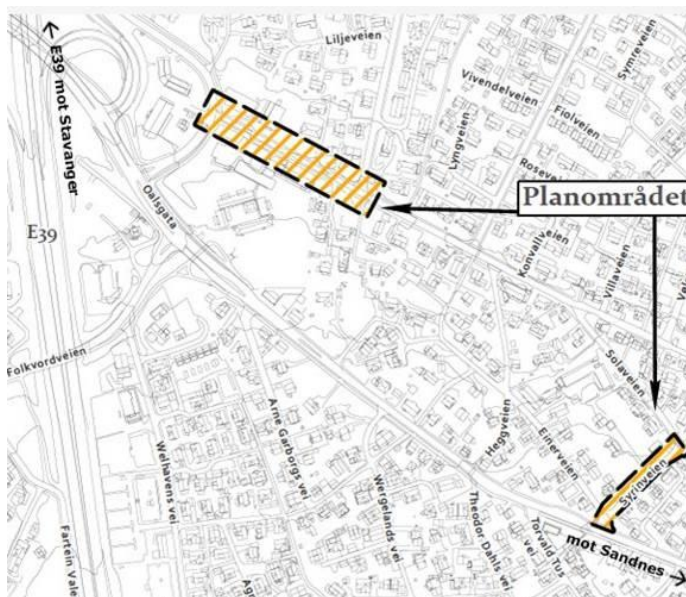 E39 mot Stavanger
Liljeveien
Symreveien
Vivendelveien
Fiolveien
Lyngveien
Roseveien
Planområdet
Oalsgata
E39
Konvallveien
Villaveien
Folkvordveien
Solaveien
Heggveien
Einerveien
Arne Garborgs vei
Welhavens vei
Syrinveien
Wergelands vei
Theodor Dahls vei
Torvald Tus
vei
mot Sandnes
Fartein Vale